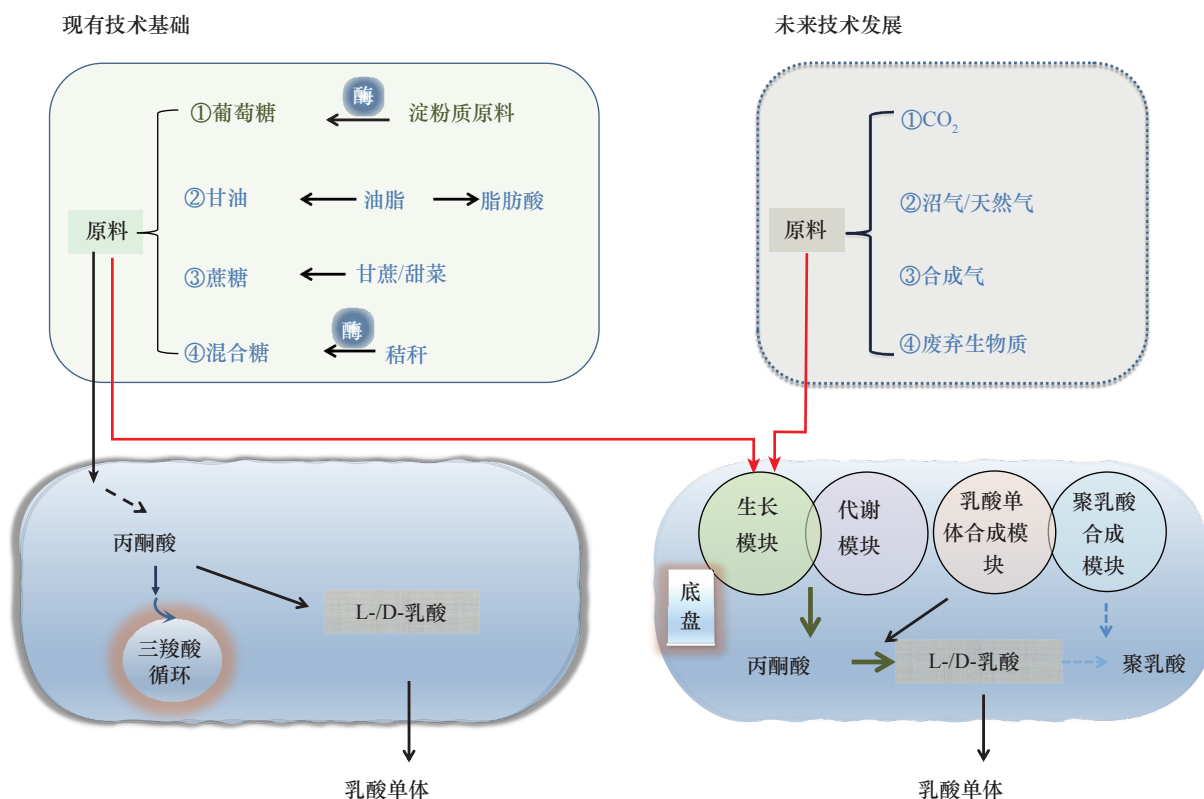 现有技术基础
未来技术发展
酶
①葡萄糖
淀粉质原料
②甘油
油脂
脂肪酸
原料
③蔗糖
甘蔗/甜菜
酶
④混合糖
秸秆
①CO₂
②沼气/天然气
原料
③合成气
④废弃生物质
丙酮酸
L-/D-乳酸
三羧酸
循环
乳酸单体
生长
模块
代谢
模块
乳酸单
体合成模
块
聚乳酸
合成
模块
底
盘
丙酮酸
L-/D-乳酸
聚乳酸
乳酸单体